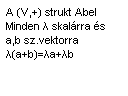 A (V,+) strukt Abel
Minden λ skalárra és
a,b sz.vektorra
λ(a+b)=λa+λb